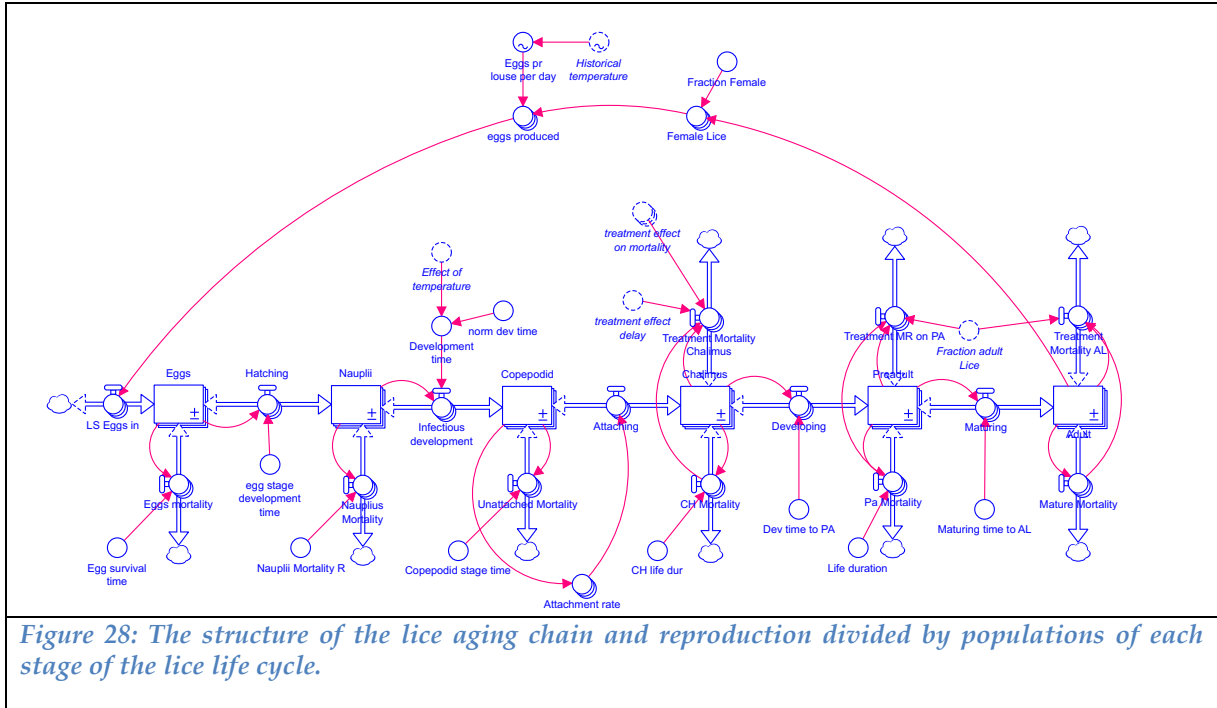 Eggs pr
louse per day
Historical
temperature
Fraction Female
eggs produced
Female Lice
treatment effect
on mortality
Effect of
temperature
norm dev time
treatment effect
delay
Development
time
Treatment Mortality
Chalimus
Treatment MR on PA
Fraction adult
Lice
Treatment
Mortality AL
Eggs
Hatching
Nauplii
Copepodid
Chalimus
Preadult
LS Eggs in
Infectious
development
Attaching
Developing
Maturing
Adult
Eggs mortality
egg stage
development
time
Nauplius
Mortality
Unattached Mortality
CH Mortality
Dev time to PA
Pa Mortality
Maturing time to AL
Mature Mortality
Egg survival
time
Nauplii Mortality R
Copepodid stage time
CH life dur
Life duration
Attachment rate
Figure 28: The structure of the lice aging chain and reproduction divided by populations of each
stage of the lice life cycle.